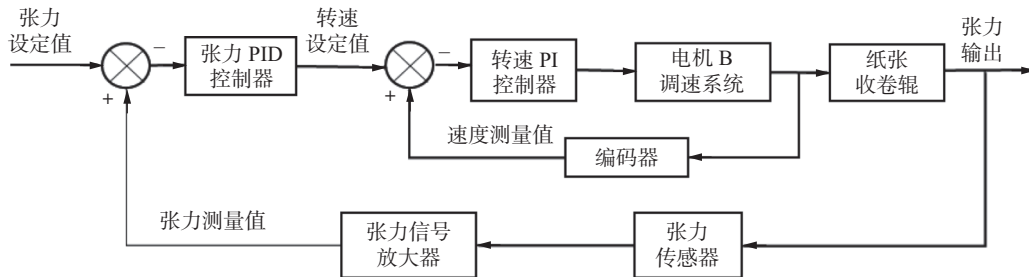 张力
设定值
−
+
张力 PID
控制器
转速
设定值
−
+
转速 PI
控制器
电机 B
调速系统
纸张
收卷辊
张力
输出
速度测量值
编码器
张力测量值
张力信号
放大器
张力
传感器